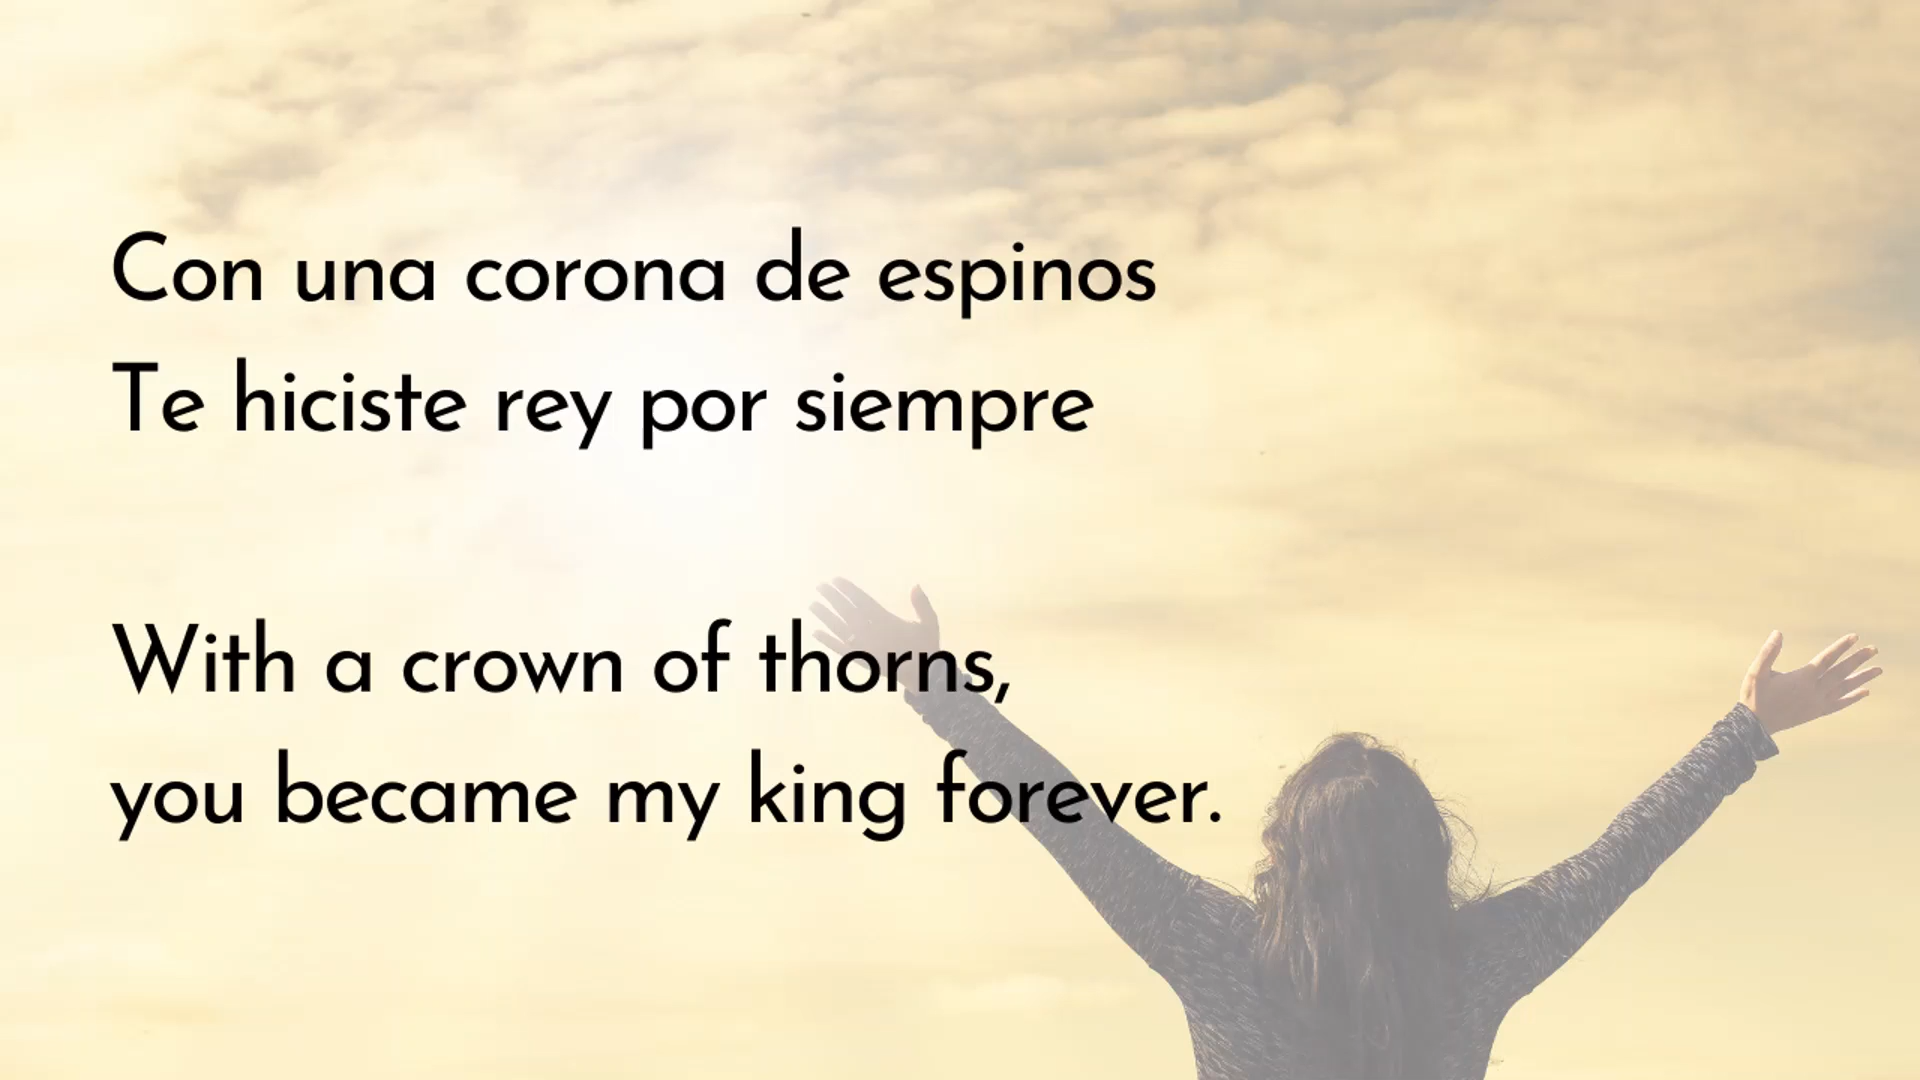 Con una corona de espinos
Te hiciste rey por siempre
With a crown of thorns,
you became my king forever.